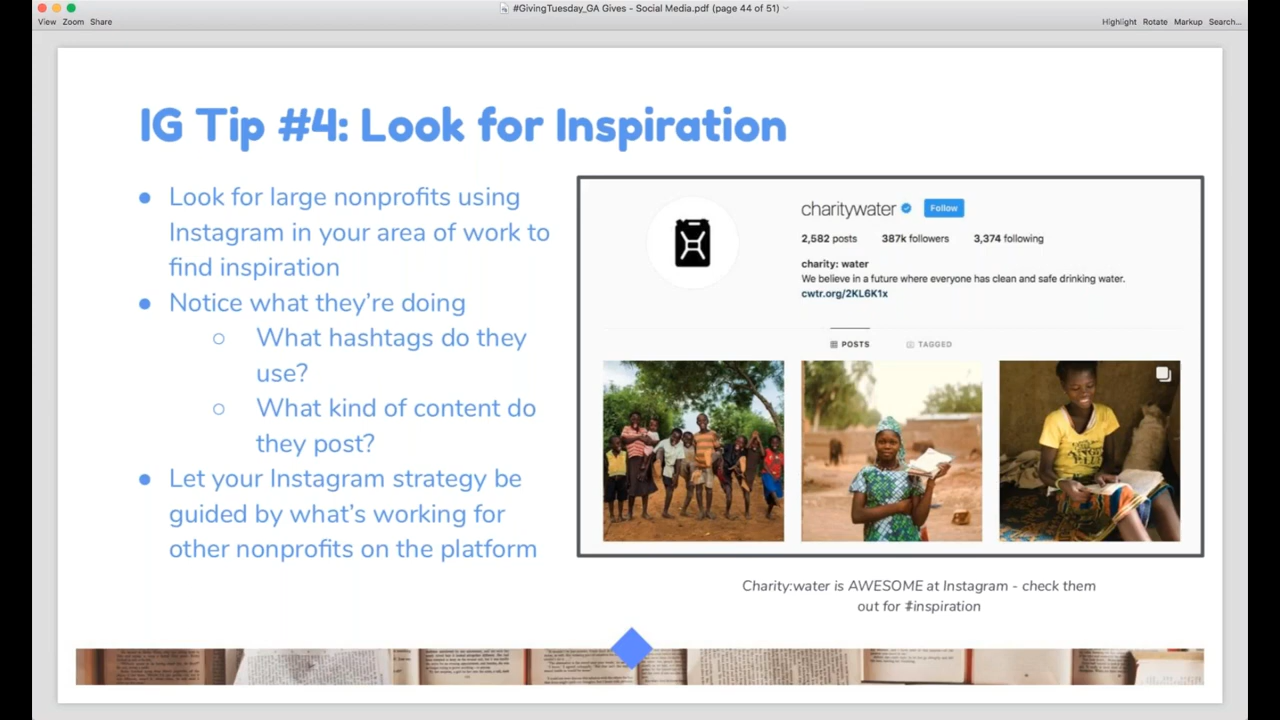 #GivingTuesday_GA Gives - Social Media.pdf (page 44 of 51)
View Zoom Share
Highlight Rotate Markup Search...
IG Tip #4: Look for Inspiration
● Look for large nonprofits using
Instagram in your area of work to
find inspiration
● Notice what they're doing
○ What hashtags do they
use?
○ What kind of content do
they post?
● Let your Instagram strategy be
guided by what's working for
other nonprofits on the platform
charitywater Follow
2,582 posts 387k followers 3,374 following
charity: water
We believe in a future where everyone has clean and safe drinking water.
cwtr.org/2KL6K1x
POSTS TAGGED
Charity:water is AWESOME at Instagram - check them
out for #inspiration